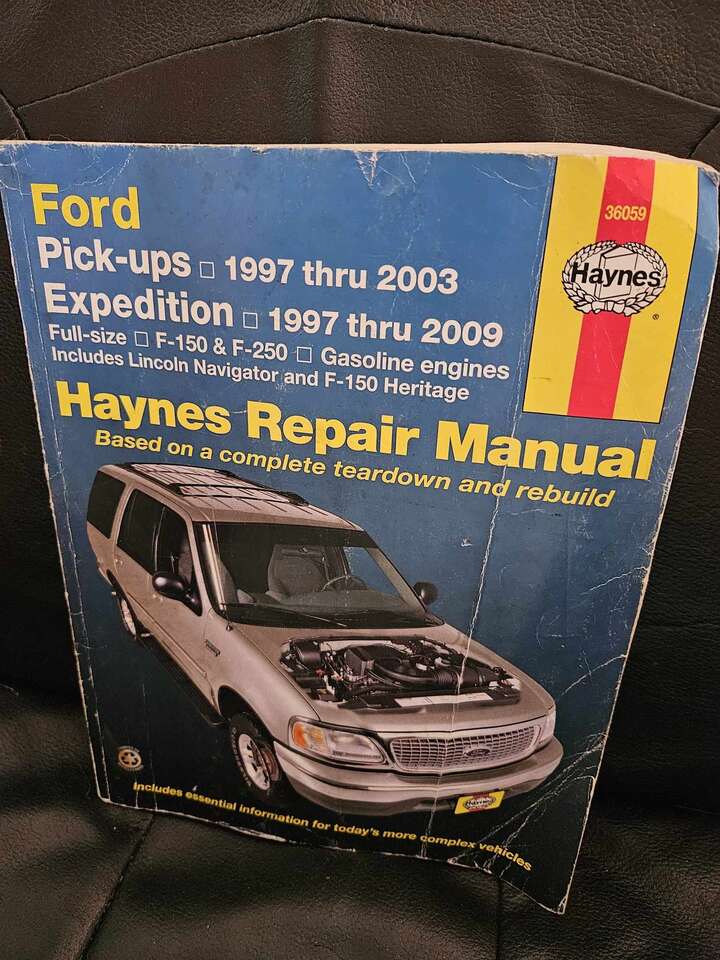 Ford
Pick-ups □ 1997 thru 2003
Expedition □ 1997 thru 2009
Full-size □ F-150 & F-250 □ Gasoline engines
Includes Lincoln Navigator and F-150 Heritage
36059
Haynes
®
Haynes Repair Manual
Based on a complete teardown and rebuild
Haynes
Includes essential information for today's more complex vehicles